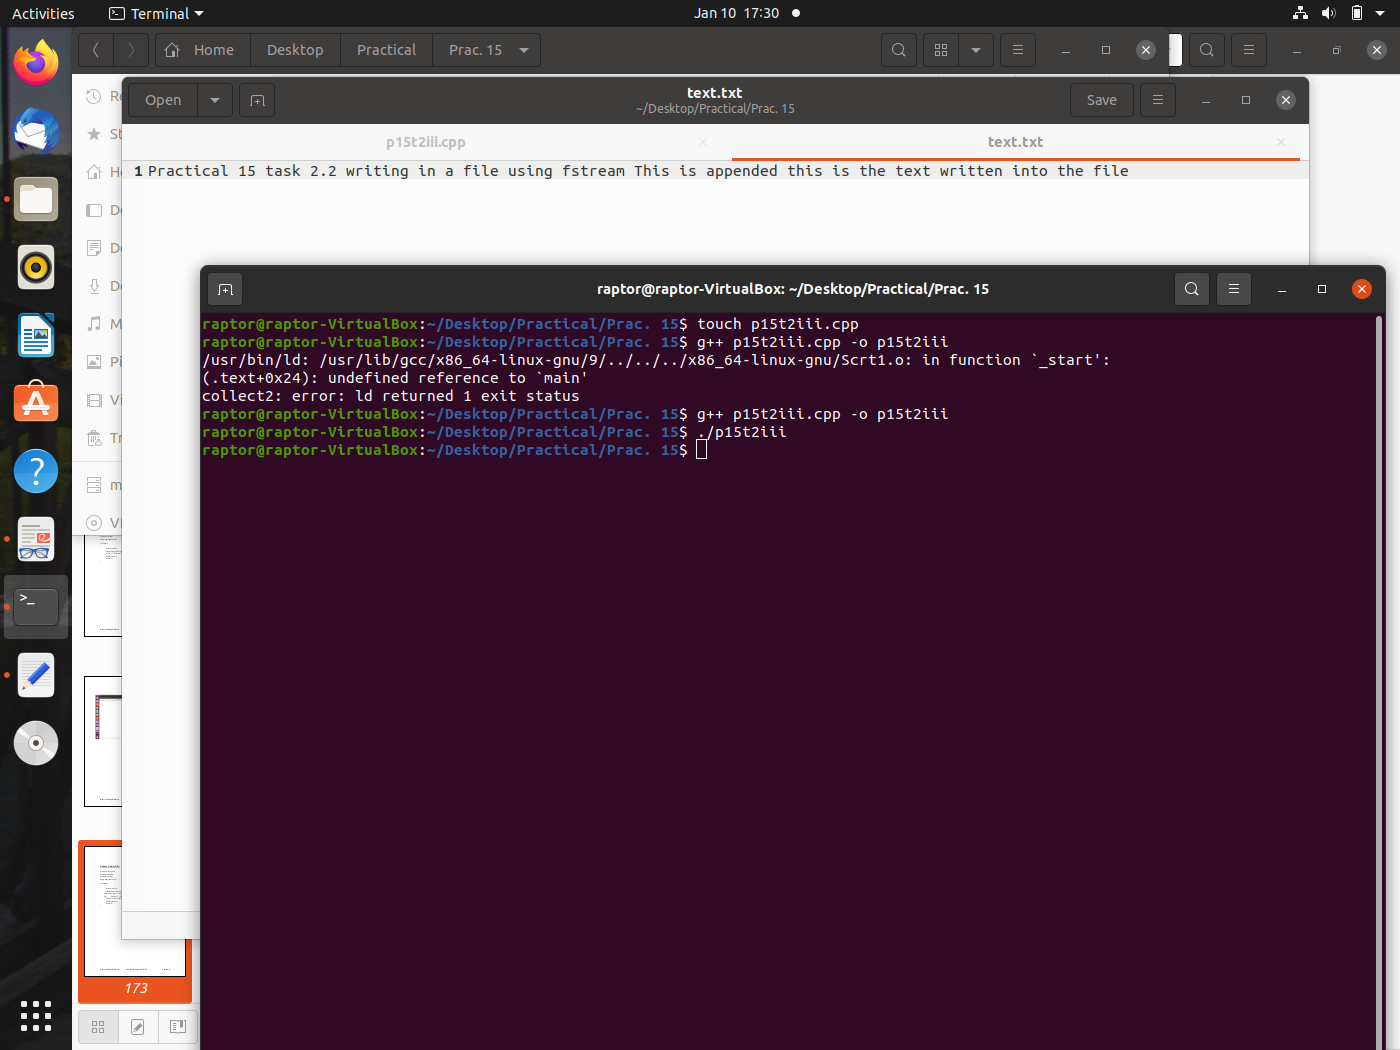 Activities
Terminal
Jan 10 17:30
Home
Desktop
Practical
Prac. 15
Open
text.txt
~/Desktop/Practical/Prac. 15
Save
p15t2iii.cpp
text.txt
1 Practical 15 task 2.2 writing in a file using fstream This is appended this is the text written into the file
raptor@raptor-VirtualBox: ~/Desktop/Practical/Prac. 15
raptor@raptor-VirtualBox:~/Desktop/Practical/Prac. 15$ touch p15t2iii.cpp
raptor@raptor-VirtualBox:~/Desktop/Practical/Prac. 15$ g++ p15t2iii.cpp -o p15t2iii
/usr/bin/ld: /usr/lib/gcc/x86_64-linux-gnu/9/../../../x86_64-linux-gnu/Scrt1.o: in function `_start':
(.text+0x24): undefined reference to `main'
collect2: error: ld returned 1 exit status
raptor@raptor-VirtualBox:~/Desktop/Practical/Prac. 15$ g++ p15t2iii.cpp -o p15t2iii
raptor@raptor-VirtualBox:~/Desktop/Practical/Prac. 15$ ./p15t2iii
raptor@raptor-VirtualBox:~/Desktop/Practical/Prac. 15$
173